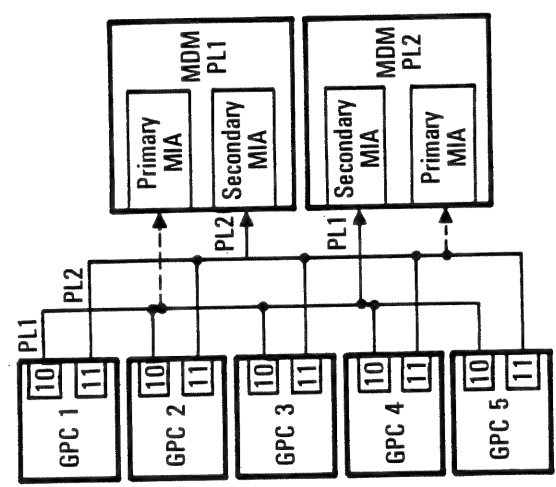 MDM
PL1
Primary
MIA
Secondary
MIA
MDM
PL2
Secondary
MIA
Primary
MIA
PL2
PL1
PL1
PL2
10
11
GPC 1
10
11
GPC 2
10
11
GPC 3
10
11
GPC 4
10
11
GPC 5